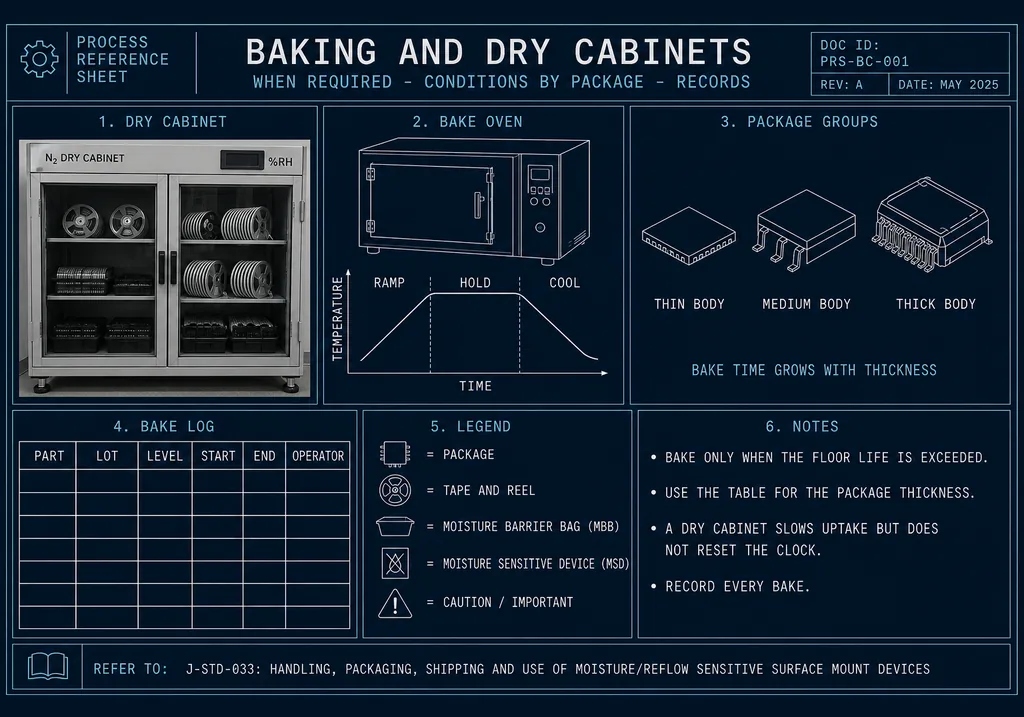 PROCESS
REFERENCE
SHEET
BAKING AND DRY CABINETS
WHEN REQUIRED - CONDITIONS BY PACKAGE - RECORDS
DOC ID:
PRS-BC-001
REV: A
DATE: MAY 2025
1. DRY CABINET
N2 DRY CABINET
%RH
2. BAKE OVEN
RAMP
HOLD
COOL
TEMPERATURE
TIME
3. PACKAGE GROUPS
THIN BODY
MEDIUM BODY
THICK BODY
BAKE TIME GROWS WITH THICKNESS
4. BAKE LOG
PART LOT LEVEL START END OPERATOR
5. LEGEND
= PACKAGE
= TAPE AND REEL
= MOISTURE BARRIER BAG (MBB)
= MOISTURE SENSITIVE DEVICE (MSD)
= CAUTION / IMPORTANT
6. NOTES
• BAKE ONLY WHEN THE FLOOR LIFE IS EXCEEDED.
• USE THE TABLE FOR THE PACKAGE THICKNESS.
• A DRY CABINET SLOWS UPTAKE BUT DOES
NOT RESET THE CLOCK.
• RECORD EVERY BAKE.
REFER TO: J-STD-033: HANDLING, PACKAGING, SHIPPING AND USE OF MOISTURE/REFLOW SENSITIVE SURFACE MOUNT DEVICES